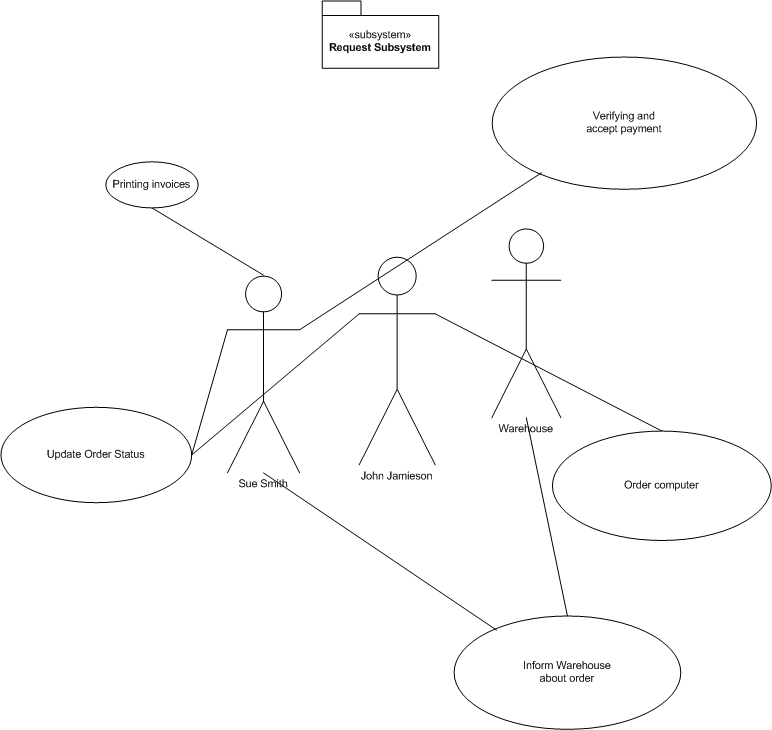 «subsystem»
Request Subsystem
Verifying and
accept payment
Printing invoices
Update Order Status
Sue Smith
John Jamieson
Warehouse
Order computer
Inform Warehouse
about order